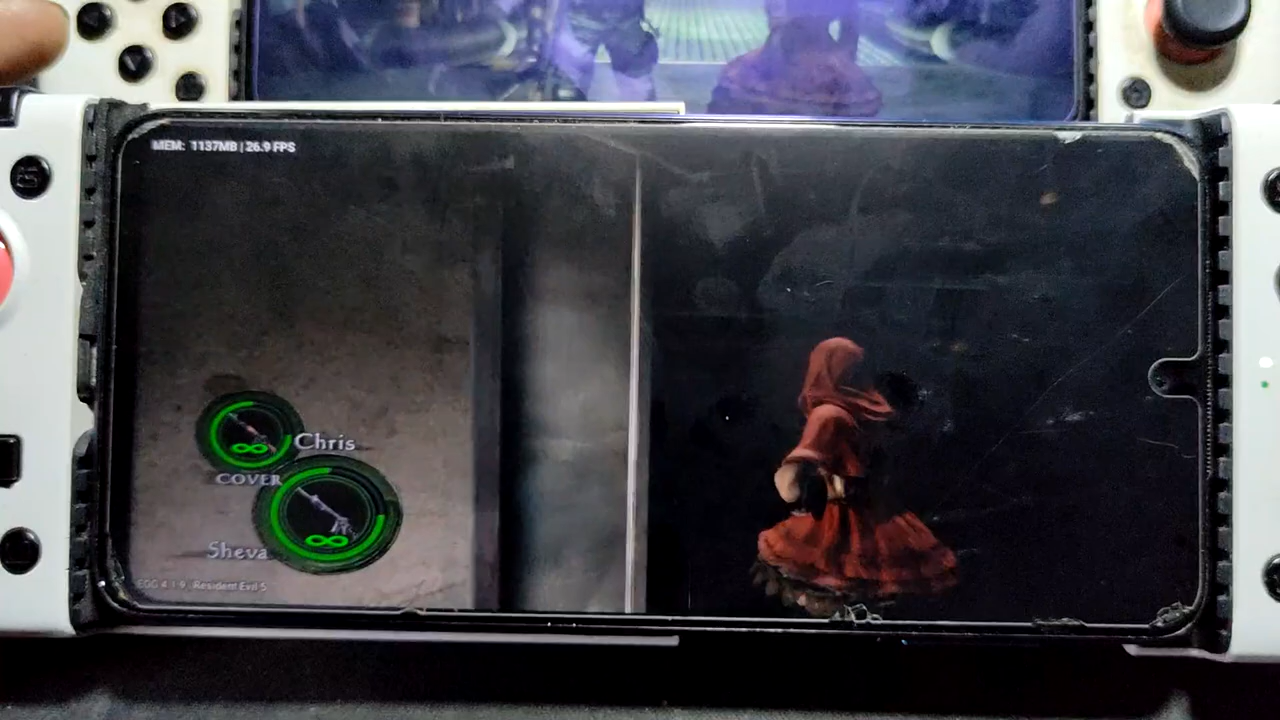 MEM: 1137MB | 26.9 FPS
Chris
COVER
Sheva
EGG 4.1.9 - Resident Evil 5